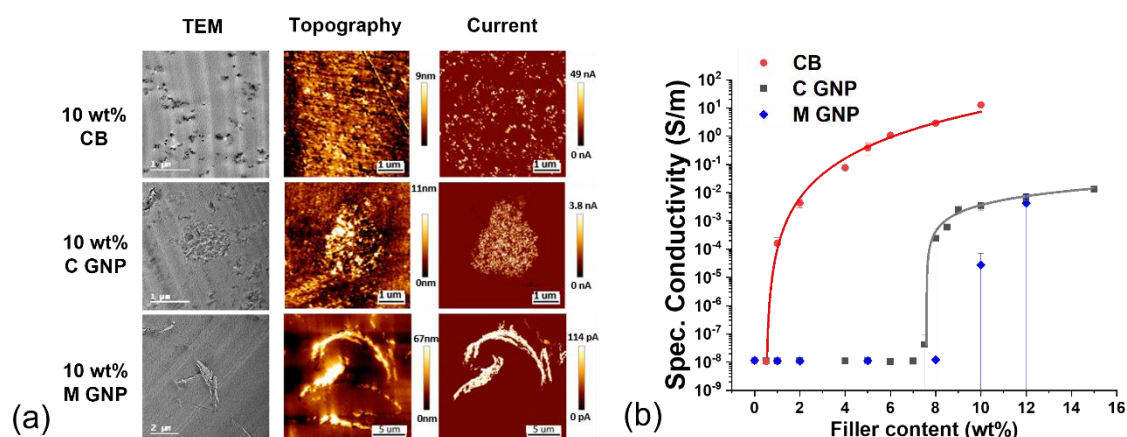 TEM Topography Current
10 wt%
CB
1 µm
9nm
0nm
1 um
49 nA
0 nA
1 um
10 wt%
C GNP
1 µm
11nm
0nm
1 um
3.8 nA
0 nA
1 um
10 wt%
M GNP
2 µm
67nm
0nm
5 um
114 pA
0 pA
5 um
(a)
CB
C GNP
M GNP
Spec. Conductivity (S/m)
10²
10¹
10⁰
10⁻¹
10⁻²
10⁻³
10⁻⁴
10⁻⁵
10⁻⁶
10⁻⁷
10⁻⁸
10⁻⁹
0 2 4 6 8 10 12 14 16
Filler content (wt%)
(b)